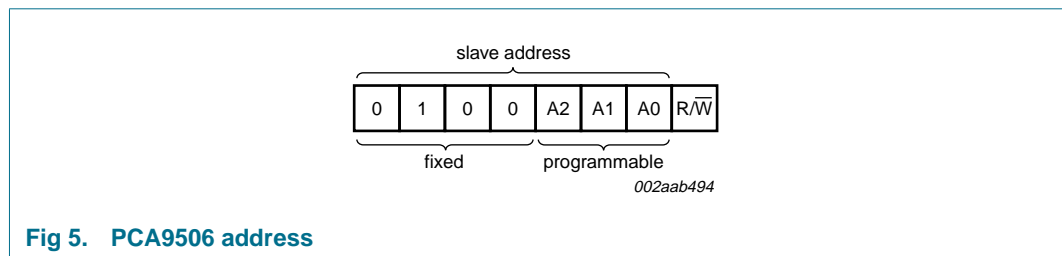 slave address
0 1 0 0 A2 A1 A0 R/W̅
fixed programmable
002aab494
Fig 5. PCA9506 address